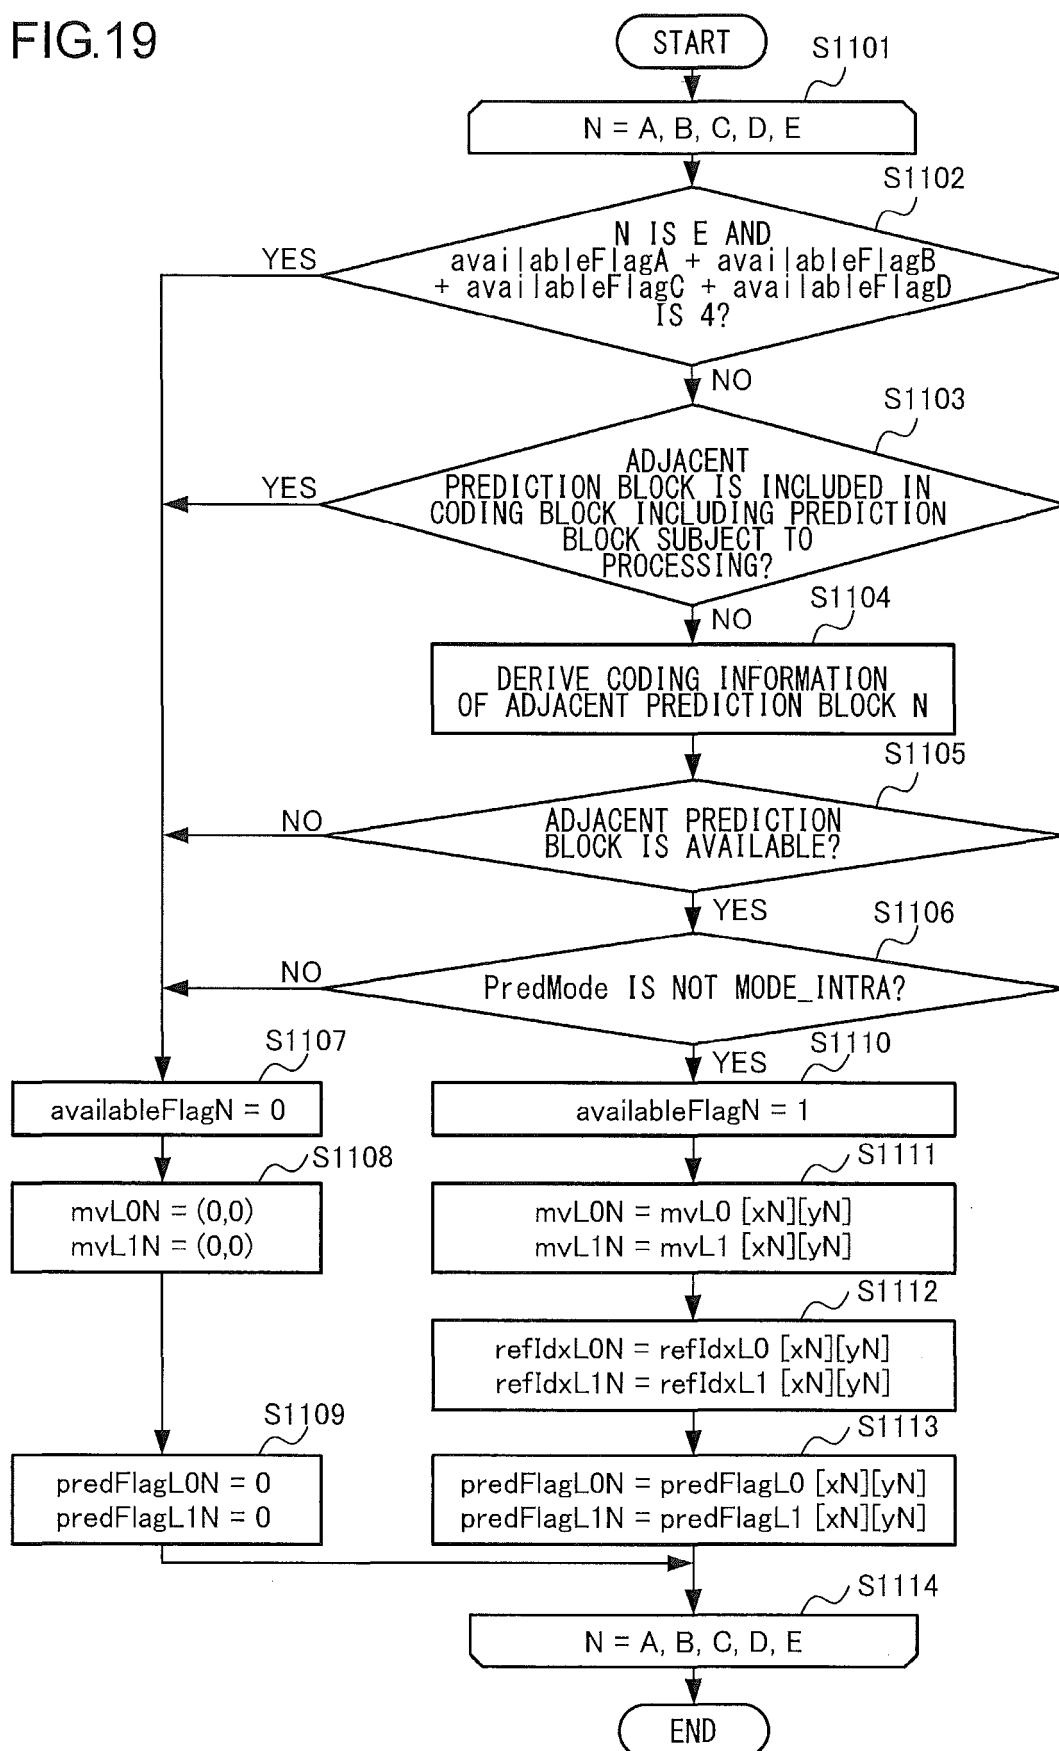 FIG.19
START
S1101
N = A, B, C, D, E
S1102
N IS E AND
availableFlagA + availableFlagB
+ availableFlagC + availableFlagD
IS 4?
YES
NO
S1103
ADJACENT
PREDICTION BLOCK IS INCLUDED IN
CODING BLOCK INCLUDING PREDICTION
BLOCK SUBJECT TO
PROCESSING?
YES
NO
S1104
DERIVE CODING INFORMATION
OF ADJACENT PREDICTION BLOCK N
S1105
ADJACENT PREDICTION
BLOCK IS AVAILABLE?
NO
YES
S1106
PredMode IS NOT MODE_INTRA?
NO
YES
S1107
availableFlagN = 0
S1110
availableFlagN = 1
S1108
mvL0N = (0,0)
mvL1N = (0,0)
S1111
mvL0N = mvL0 [xN][yN]
mvL1N = mvL1 [xN][yN]
S1112
refIdxL0N = refIdxL0 [xN][yN]
refIdxL1N = refIdxL1 [xN][yN]
S1109
predFlagL0N = 0
predFlagL1N = 0
S1113
predFlagL0N = predFlagL0 [xN][yN]
predFlagL1N = predFlagL1 [xN][yN]
S1114
N = A, B, C, D, E
END